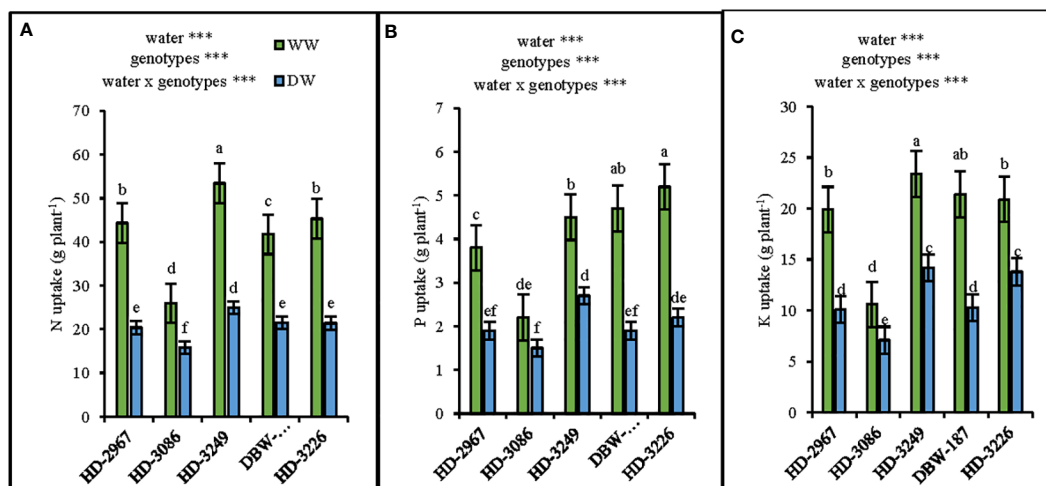 A
water ***
genotypes ***
water x genotypes ***
WW
DW
N uptake (g plant-1)
70
60
50
40
30
20
10
0
b
e
d
f
a
d
c
e
b
e
HD-2967
HD-3086
HD-3249
DBW-...
HD-3226
B
water ***
genotypes ***
water x genotypes ***
P uptake (g plant-1)
7
6
5
4
3
2
1
0
c
ef
de
f
b
d
ab
ef
a
de
HD-2967
HD-3086
HD-3249
DBW-...
HD-3226
C
water ***
genotypes ***
water x genotypes ***
K uptake (g plant-1)
30
25
20
15
10
5
0
b
d
d
e
a
c
ab
d
b
c
HD-2967
HD-3086
HD-3249
DBW-187
HD-3226